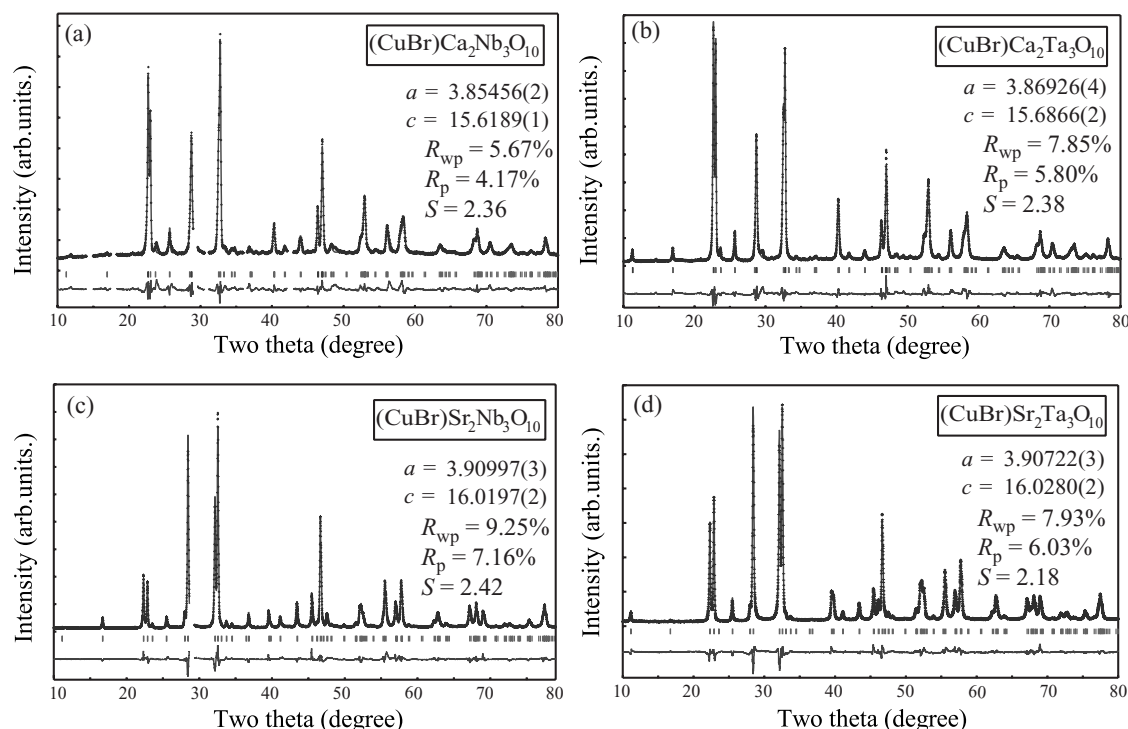 (a)
(CuBr)Ca₂Nb₃O₁₀
a = 3.85456(2)
c = 15.6189(1)
Rwp = 5.67%
Rp = 4.17%
S = 2.36
Intensity (arb.units.)
10 20 30 40 50 60 70 80
Two theta (degree)
(b)
(CuBr)Ca₂Ta₃O₁₀
a = 3.86926(4)
c = 15.6866(2)
Rwp = 7.85%
Rp = 5.80%
S = 2.38
Intensity (arb.units.)
10 20 30 40 50 60 70 80
Two theta (degree)
(c)
(CuBr)Sr₂Nb₃O₁₀
a = 3.90997(3)
c = 16.0197(2)
Rwp = 9.25%
Rp = 7.16%
S = 2.42
Intensity (arb.units.)
10 20 30 40 50 60 70 80
Two theta (degree)
(d)
(CuBr)Sr₂Ta₃O₁₀
a = 3.90722(3)
c = 16.0280(2)
Rwp = 7.93%
Rp = 6.03%
S = 2.18
Intensity (arb.units.)
10 20 30 40 50 60 70 80
Two theta (degree)